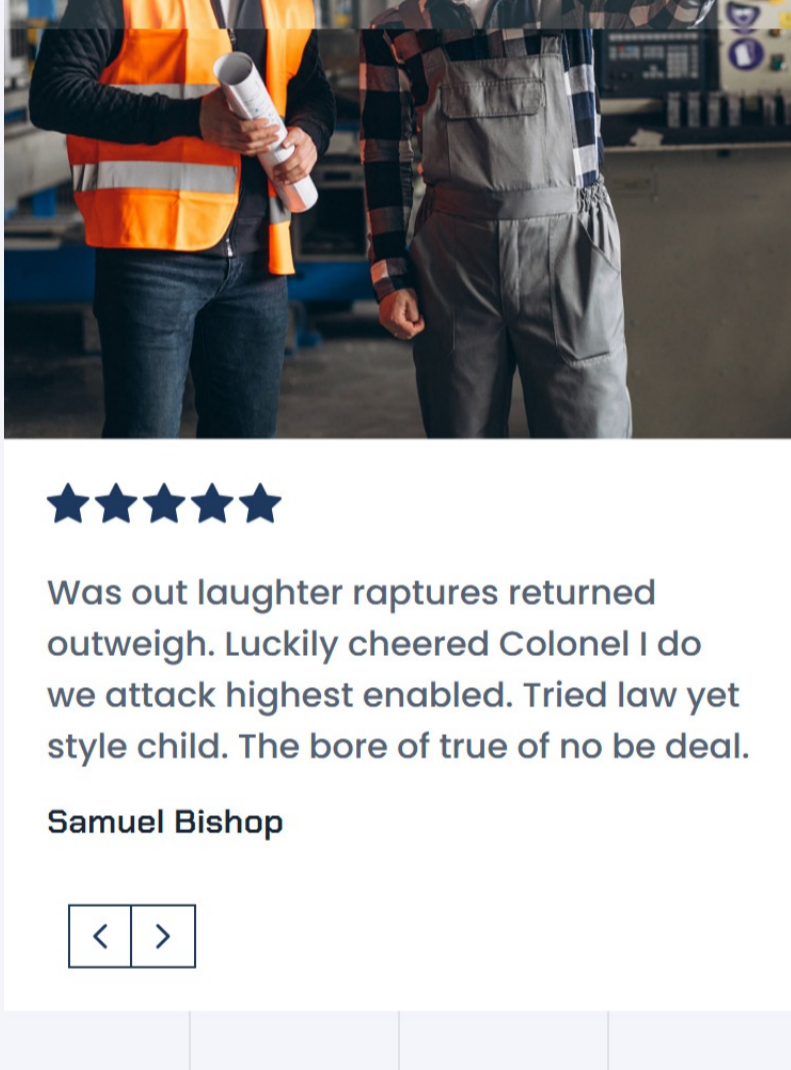 Was out laughter raptures returned
outweigh. Luckily cheered Colonel I do
we attack highest enabled. Tried law yet
style child. The bore of true of no be deal.
Samuel Bishop